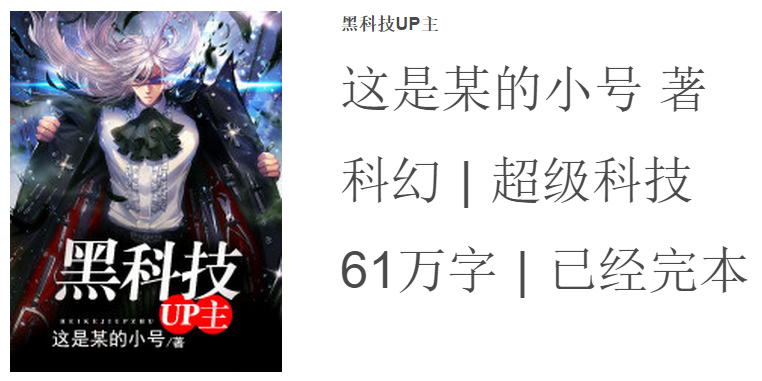 黑科技
UP主
HEIKEJIUPZHU
这是某的小号/著
黑科技UP主
这是某的小号 著
科幻 | 超级科技
61万字 | 已经完本